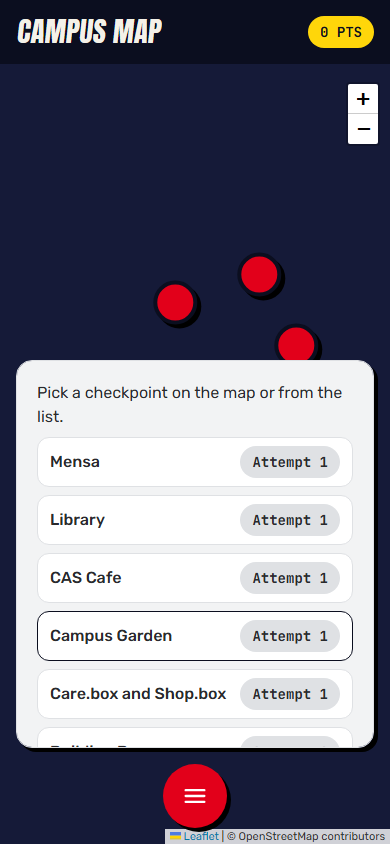 CAMPUS MAP
0 PTS
+
−
Pick a checkpoint on the map or from the
list.
Mensa
Attempt 1
Library
Attempt 1
CAS Cafe
Attempt 1
Campus Garden
Attempt 1
Care.box and Shop.box
Attempt 1
Leaflet | © OpenStreetMap contributors